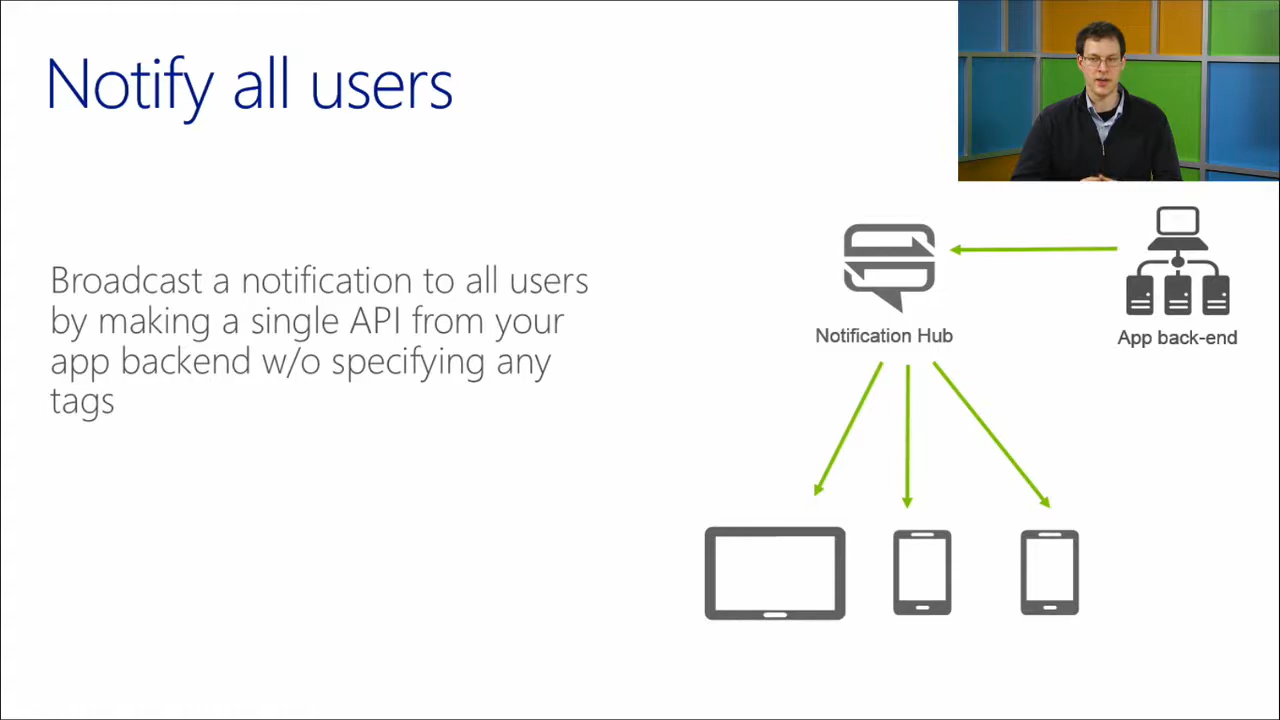 Notify all users
Broadcast a notification to all users
by making a single API from your
app backend w/o specifying any
tags
Notification Hub
App back-end